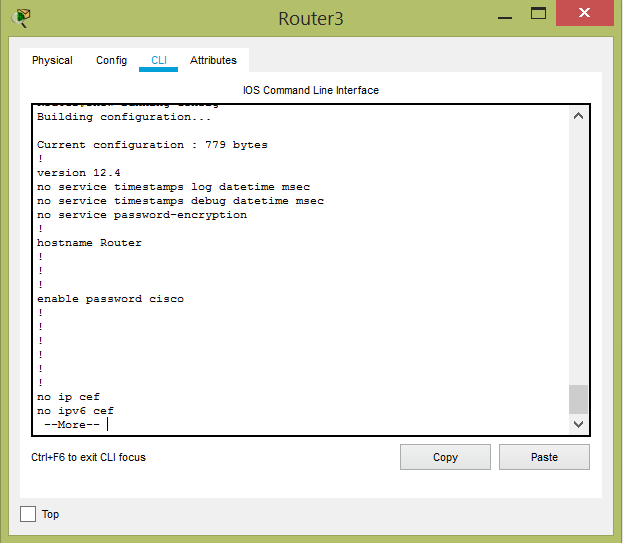 Router3
Physical Config CLI Attributes
IOS Command Line Interface
Building configuration...
Current configuration : 779 bytes
!
version 12.4
no service timestamps log datetime msec
no service timestamps debug datetime msec
no service password-encryption
!
hostname Router
!
!
!
enable password cisco
!
!
!
!
!
!
no ip cef
no ipv6 cef
--More--
Ctrl+F6 to exit CLI focus
Copy
Paste
Top